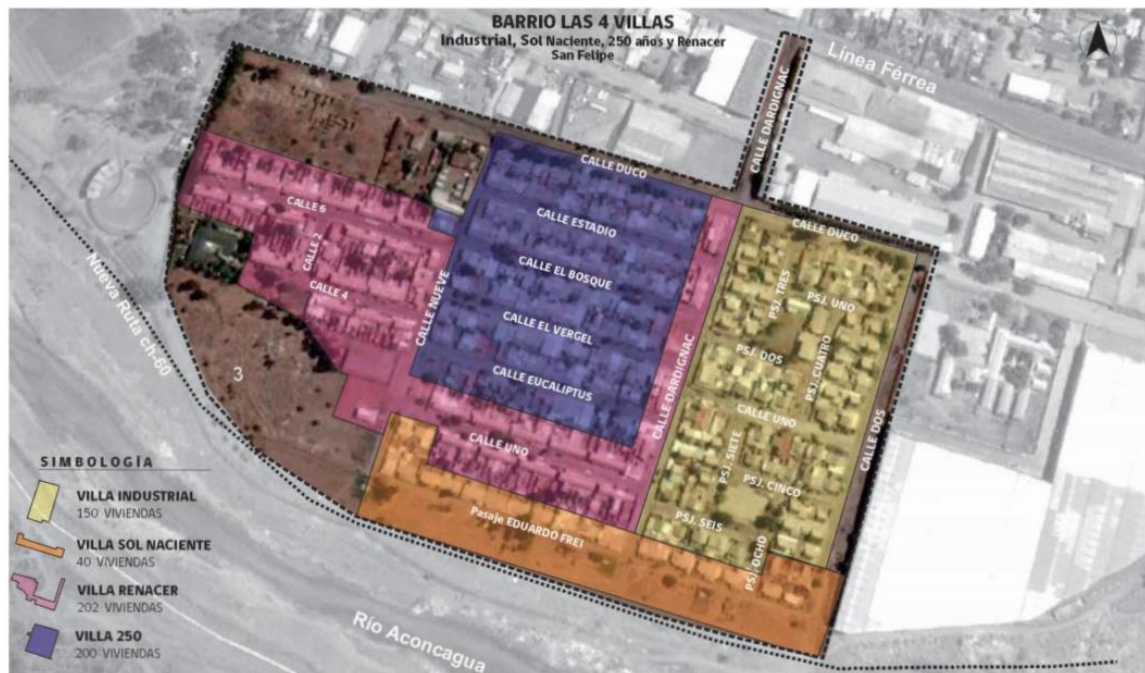 BARRIO LAS 4 VILLAS
Industrial, Sol Naciente, 250 años y Renacer
San Felipe
Línea Férrea
CALLE DARDIGNAC
CALLE DUCO
CALLE DUCO
CALLE 6
CALLE 2
CALLE 4
CALLE ESTADIO
CALLE EL BOSQUE
CALLE EL VERGEL
CALLE EUCALIPTUS
CALLE NUEVE
CALLE DARDIGNAC
PSJ. TRES
PSJ. UNO
PSJ. DOS
PSJ. CUATRO
CALLE UNO
CALLE DOS
PSJ. SIETE
PSJ. CINCO
PSJ. SEIS
PSJ. OCHO
CALLE UNO
Pasaje EDUARDO FREI
Nueva Ruta ch-60
3
Río Aconcagua
SIMBOLOGÍA
VILLA INDUSTRIAL
150 VIVIENDAS
VILLA SOL NACIENTE
40 VIVIENDAS
VILLA RENACER
202 VIVIENDAS
VILLA 250
200 VIVIENDAS